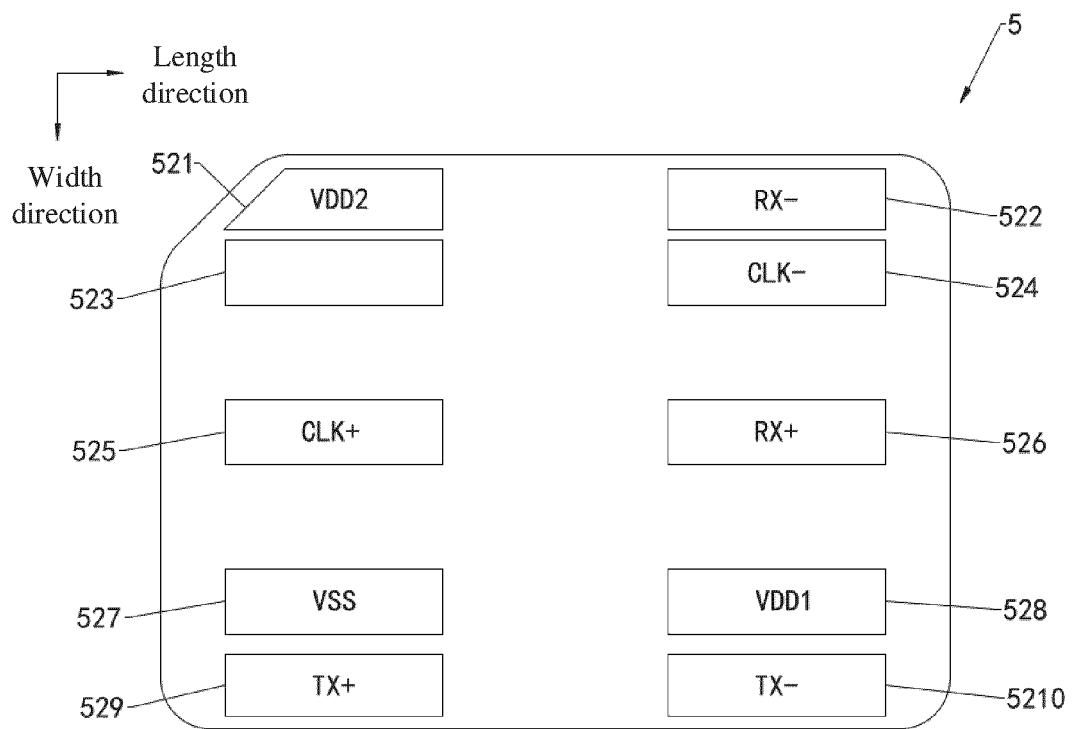 5
Length
direction
Width
direction
521
VDD2
RX-
522
523
CLK-
524
CLK+
525
RX+
526
VSS
527
VDD1
528
TX+
529
TX-
5210